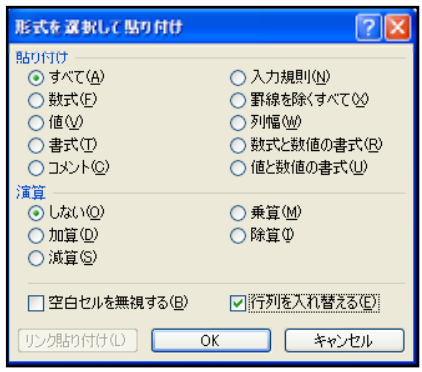 形式を選択して貼り付け
貼り付け
すべて(A) 入力規則(N)
数式(F) 罫線を除くすべて(X)
値(V) 列幅(W)
書式(T) 数式と数値の書式(R)
コメント(C) 値と数値の書式(U)
演算
しない(O) 乗算(M)
加算(D) 除算(I)
減算(S)
空白セルを無視する(B) 行列を入れ替える(E)
リンク貼り付け(L) OK キャンセル